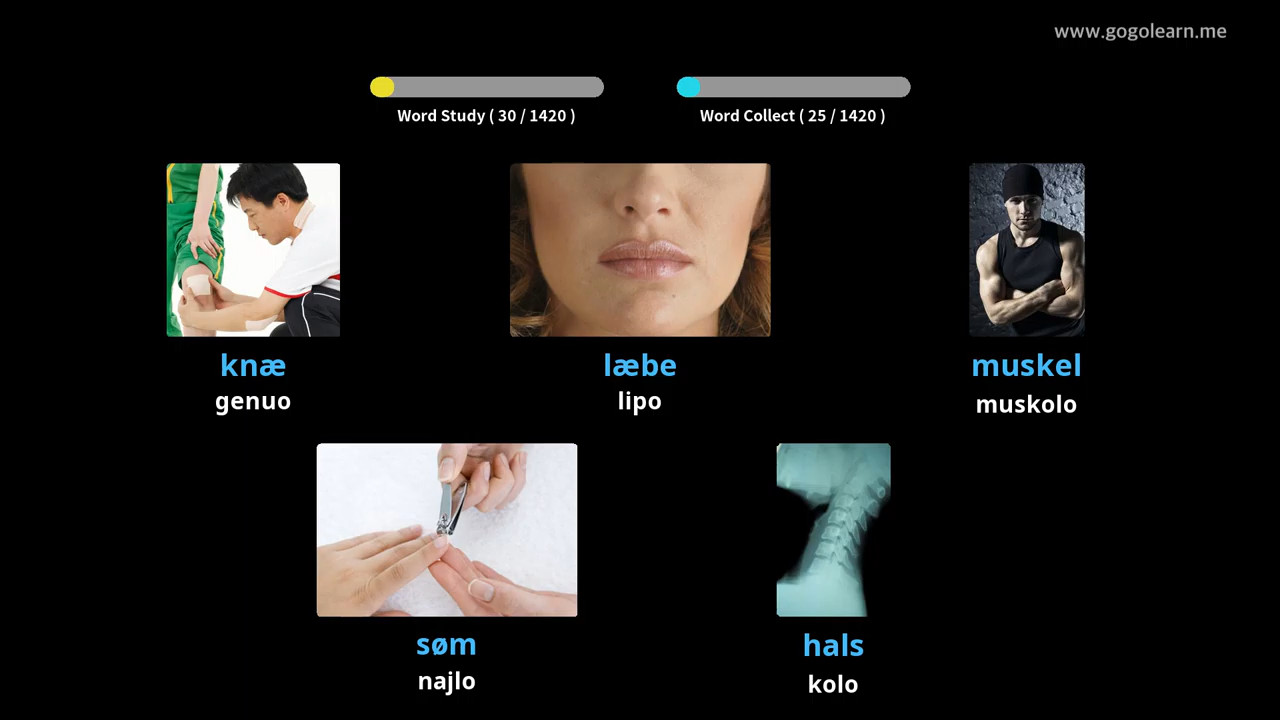 www.gogolearn.me
Word Study ( 30 / 1420 )
Word Collect ( 25 / 1420 )
knæ
genuo
læbe
lipo
muskel
muskolo
søm
najlo
hals
kolo